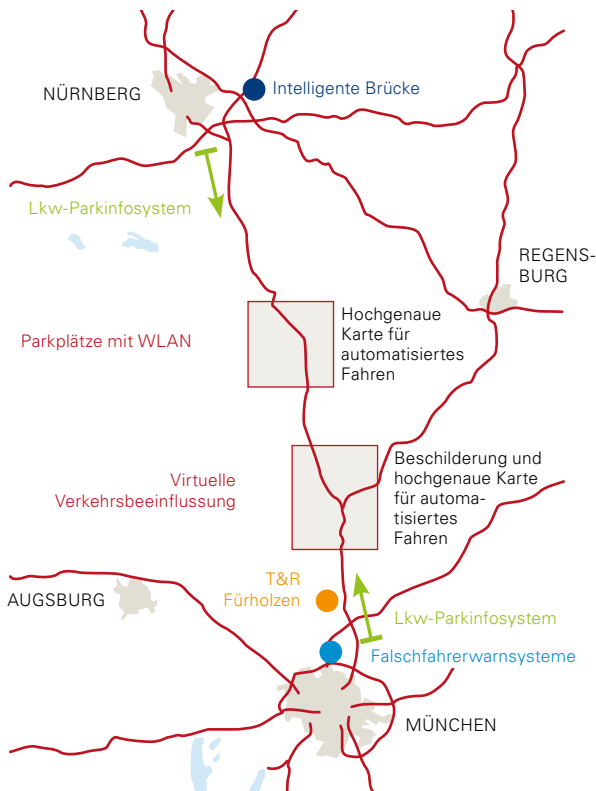 NÜRNBERG
Intelligente Brücke
Lkw-Parkinfosystem
REGENS-
BURG
Parkplätze mit WLAN
Hochgenaue
Karte für
automatisiertes
Fahren
Virtuelle
Verkehrsbeeinflussung
Beschilderung und
hochgenaue Karte
für automa-
tisiertes
Fahren
T&R
Fürholzen
AUGSBURG
Lkw-Parkinfosystem
Falschfahrerwarnsysteme
MÜNCHEN